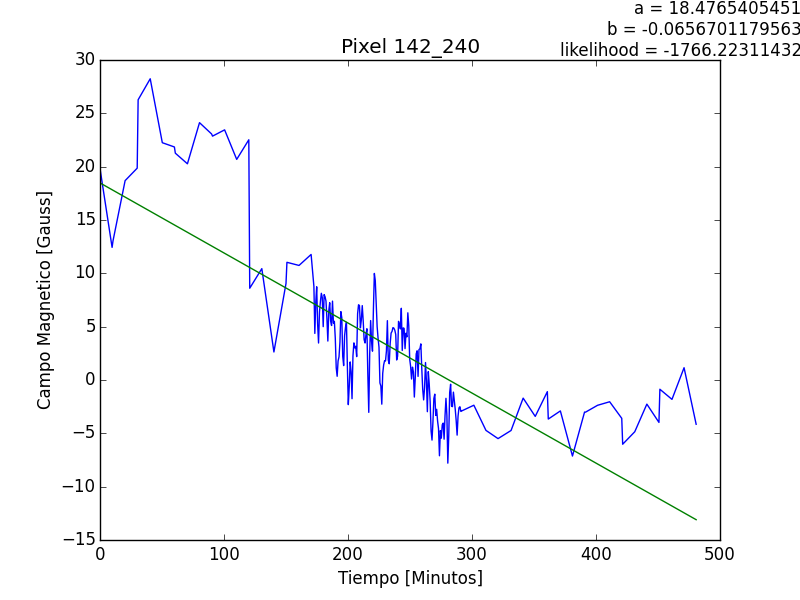 a = 18.4765405451
b = -0.0656701179563
likelihood = -1766.22311432
Pixel 142_240
30
25
20
15
10
5
0
−5
−10
−15
Campo Magnetico [Gauss]
0 100 200 300 400 500
Tiempo [Minutos]